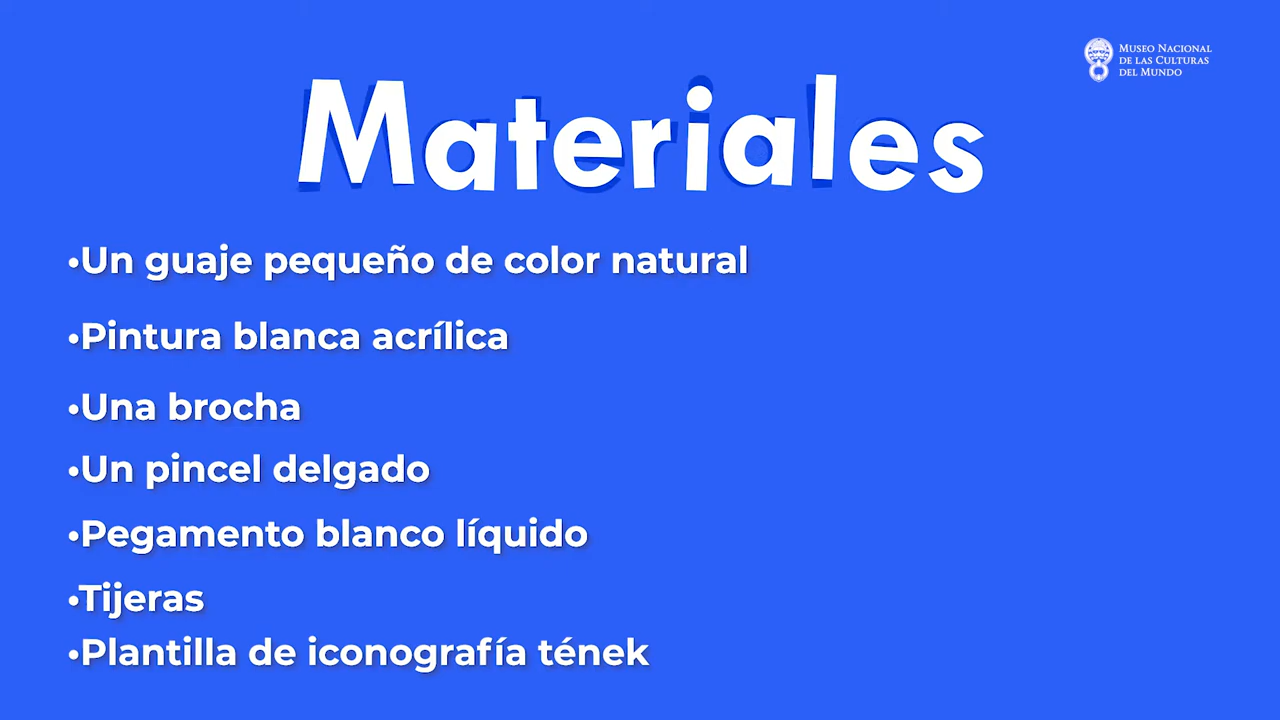 Museo Nacional
de las Culturas
del Mundo
Materiales
•Un guaje pequeño de color natural
•Pintura blanca acrílica
•Una brocha
•Un pincel delgado
•Pegamento blanco líquido
•Tijeras
•Plantilla de iconografía tének